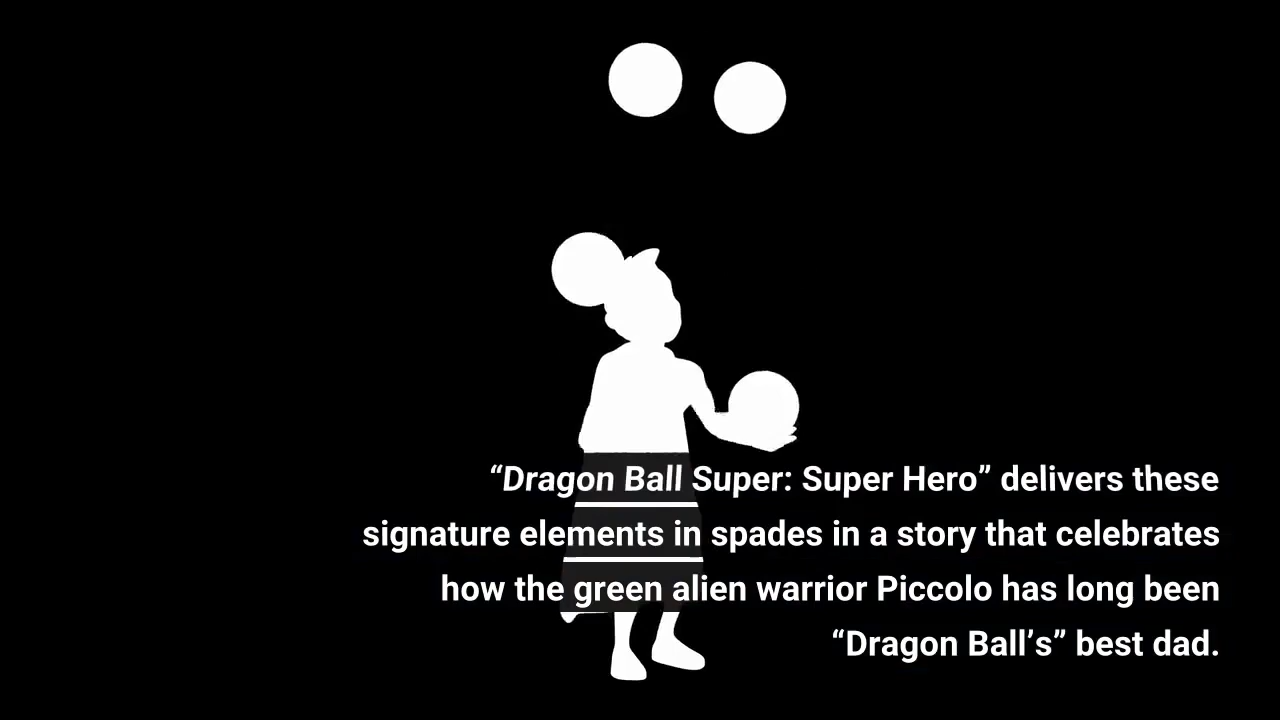 “Dragon Ball Super: Super Hero” delivers these
signature elements in spades in a story that celebrates
how the green alien warrior Piccolo has long been
“Dragon Ball’s” best dad.